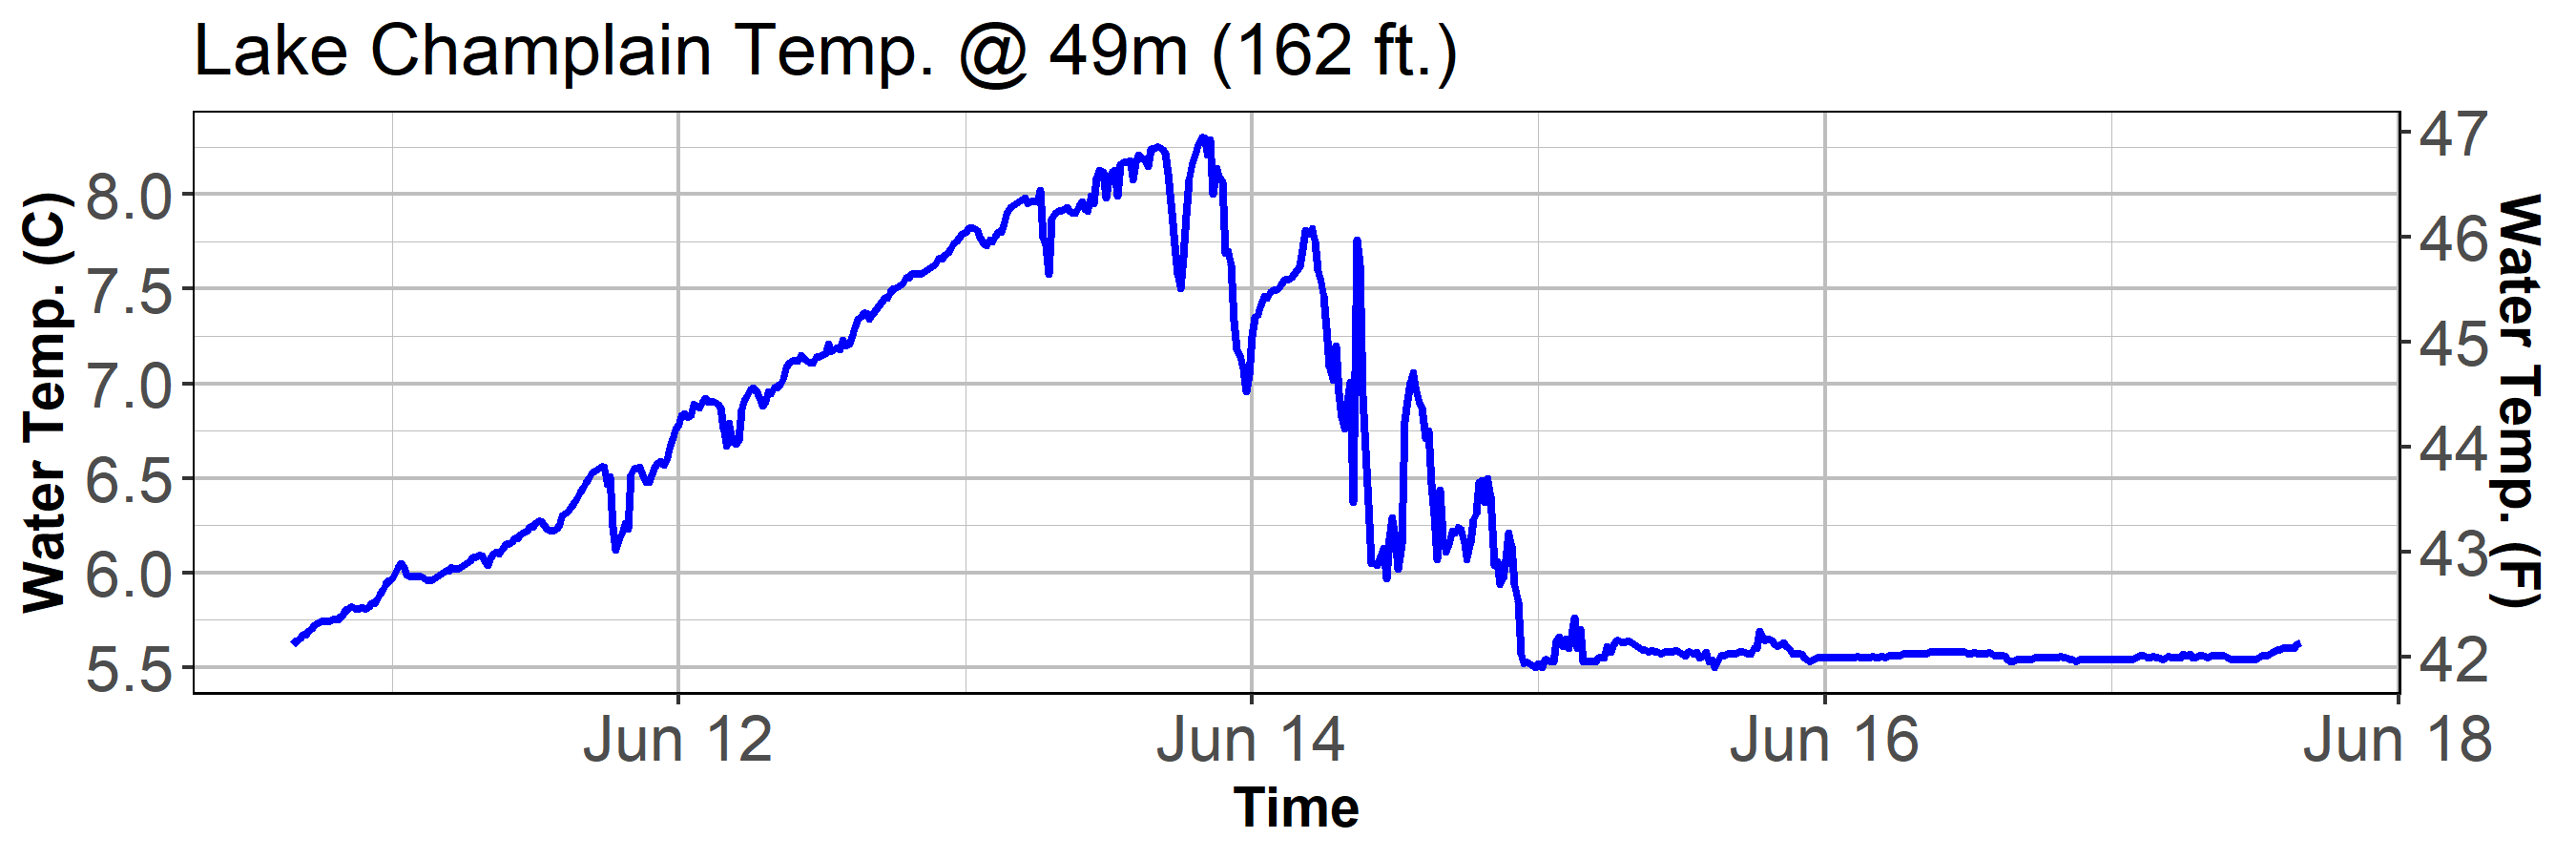 Lake Champlain Temp. @ 49m (162 ft.)
Water Temp. (C)
8.0
7.5
7.0
6.5
6.0
5.5
47
46
45
44
43
42
Water Temp. (F)
Jun 12
Jun 14
Jun 16
Jun 18
Time